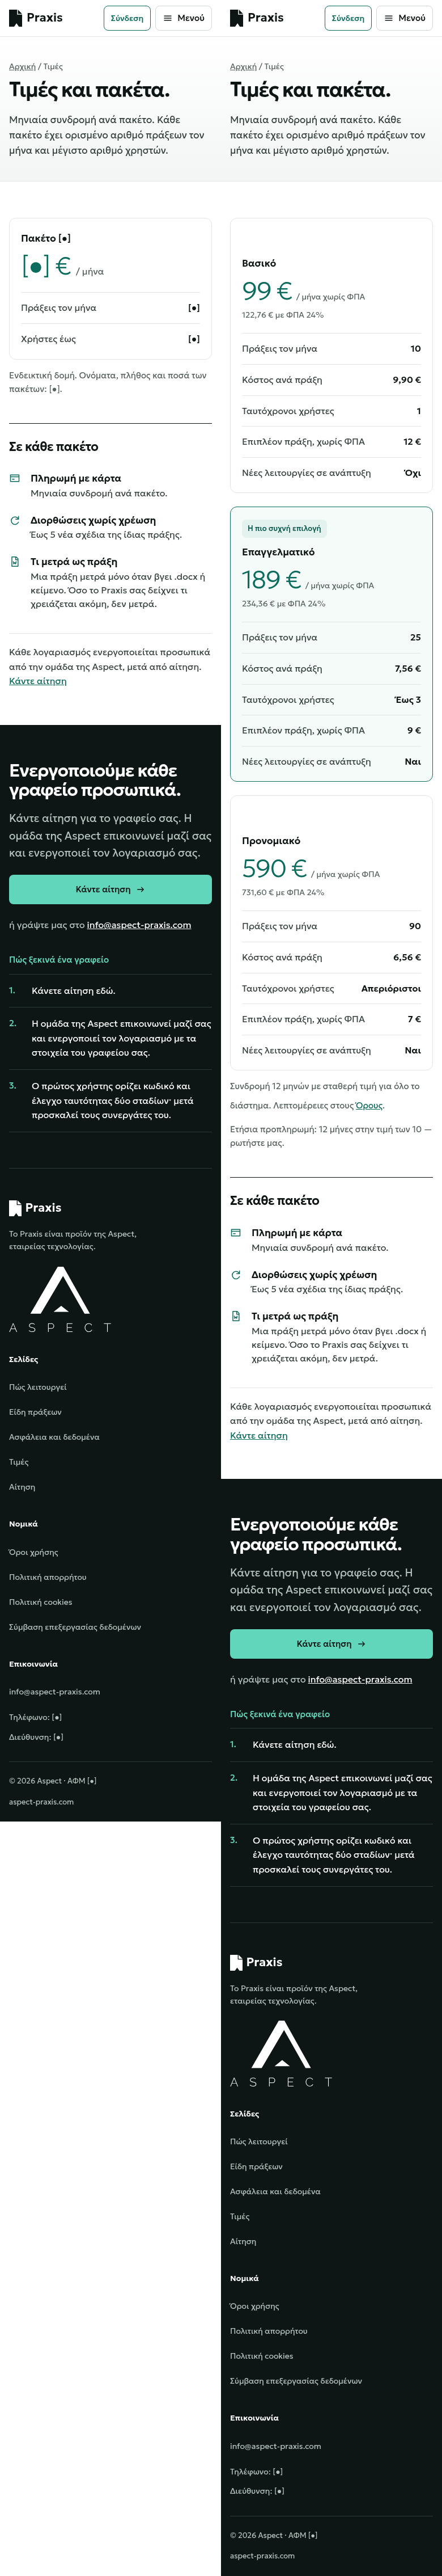 Praxis
Σύνδεση
Μενού
Αρχική / Τιμές
Τιμές και πακέτα.
Μηνιαία συνδρομή ανά πακέτο. Κάθε
πακέτο έχει ορισμένο αριθμό πράξεων τον
μήνα και μέγιστο αριθμό χρηστών.
Πακέτο [●]
[●] € / μήνα
Πράξεις τον μήνα [●]
Χρήστες έως [●]
Ενδεικτική δομή. Ονόματα, πλήθος και ποσά των
πακέτων: [●].
Σε κάθε πακέτο
Πληρωμή με κάρτα
Μηνιαία συνδρομή ανά πακέτο.
Διορθώσεις χωρίς χρέωση
Έως 5 νέα σχέδια της ίδιας πράξης.
Τι μετρά ως πράξη
Μια πράξη μετρά μόνο όταν βγει .docx ή
κείμενο. Όσο το Praxis σας δείχνει τι
χρειάζεται ακόμη, δεν μετρά.
Κάθε λογαριασμός ενεργοποιείται προσωπικά
από την ομάδα της Aspect, μετά από αίτηση.
Κάντε αίτηση
Ενεργοποιούμε κάθε
γραφείο προσωπικά.
Κάντε αίτηση για το γραφείο σας. Η
ομάδα της Aspect επικοινωνεί μαζί σας
και ενεργοποιεί τον λογαριασμό σας.
Κάντε αίτηση →
ή γράψτε μας στο info@aspect-praxis.com
Πώς ξεκινά ένα γραφείο
1. Κάνετε αίτηση εδώ.
2. Η ομάδα της Aspect επικοινωνεί μαζί σας
και ενεργοποιεί τον λογαριασμό με τα
στοιχεία του γραφείου σας.
3. Ο πρώτος χρήστης ορίζει κωδικό και
έλεγχο ταυτότητας δύο σταδίων· μετά
προσκαλεί τους συνεργάτες του.
Praxis
Το Praxis είναι προϊόν της Aspect,
εταιρείας τεχνολογίας.
ASPECT
Σελίδες
Πώς λειτουργεί
Είδη πράξεων
Ασφάλεια και δεδομένα
Τιμές
Αίτηση
Νομικά
Όροι χρήσης
Πολιτική απορρήτου
Πολιτική cookies
Σύμβαση επεξεργασίας δεδομένων
Επικοινωνία
info@aspect-praxis.com
Τηλέφωνο: [●]
Διεύθυνση: [●]
© 2026 Aspect · ΑΦΜ [●]
aspect-praxis.com
Praxis
Σύνδεση
Μενού
Αρχική / Τιμές
Τιμές και πακέτα.
Μηνιαία συνδρομή ανά πακέτο. Κάθε
πακέτο έχει ορισμένο αριθμό πράξεων τον
μήνα και μέγιστο αριθμό χρηστών.
Βασικό
99 € / μήνα χωρίς ΦΠΑ
122,76 € με ΦΠΑ 24%
Πράξεις τον μήνα 10
Κόστος ανά πράξη 9,90 €
Ταυτόχρονοι χρήστες 1
Επιπλέον πράξη, χωρίς ΦΠΑ 12 €
Νέες λειτουργίες σε ανάπτυξη Όχι
Η πιο συχνή επιλογή
Επαγγελματικό
189 € / μήνα χωρίς ΦΠΑ
234,36 € με ΦΠΑ 24%
Πράξεις τον μήνα 25
Κόστος ανά πράξη 7,56 €
Ταυτόχρονοι χρήστες Έως 3
Επιπλέον πράξη, χωρίς ΦΠΑ 9 €
Νέες λειτουργίες σε ανάπτυξη Ναι
Προνομιακό
590 € / μήνα χωρίς ΦΠΑ
731,60 € με ΦΠΑ 24%
Πράξεις τον μήνα 90
Κόστος ανά πράξη 6,56 €
Ταυτόχρονοι χρήστες Απεριόριστοι
Επιπλέον πράξη, χωρίς ΦΠΑ 7 €
Νέες λειτουργίες σε ανάπτυξη Ναι
Συνδρομή 12 μηνών με σταθερή τιμή για όλο το
διάστημα. Λεπτομέρειες στους Όρους.
Ετήσια προπληρωμή: 12 μήνες στην τιμή των 10 —
ρωτήστε μας.
Σε κάθε πακέτο
Πληρωμή με κάρτα
Μηνιαία συνδρομή ανά πακέτο.
Διορθώσεις χωρίς χρέωση
Έως 5 νέα σχέδια της ίδιας πράξης.
Τι μετρά ως πράξη
Μια πράξη μετρά μόνο όταν βγει .docx ή
κείμενο. Όσο το Praxis σας δείχνει τι
χρειάζεται ακόμη, δεν μετρά.
Κάθε λογαριασμός ενεργοποιείται προσωπικά
από την ομάδα της Aspect, μετά από αίτηση.
Κάντε αίτηση
Ενεργοποιούμε κάθε
γραφείο προσωπικά.
Κάντε αίτηση για το γραφείο σας. Η
ομάδα της Aspect επικοινωνεί μαζί σας
και ενεργοποιεί τον λογαριασμό σας.
Κάντε αίτηση →
ή γράψτε μας στο info@aspect-praxis.com
Πώς ξεκινά ένα γραφείο
1. Κάνετε αίτηση εδώ.
2. Η ομάδα της Aspect επικοινωνεί μαζί σας
και ενεργοποιεί τον λογαριασμό με τα
στοιχεία του γραφείου σας.
3. Ο πρώτος χρήστης ορίζει κωδικό και
έλεγχο ταυτότητας δύο σταδίων· μετά
προσκαλεί τους συνεργάτες του.
Praxis
Το Praxis είναι προϊόν της Aspect,
εταιρείας τεχνολογίας.
ASPECT
Σελίδες
Πώς λειτουργεί
Είδη πράξεων
Ασφάλεια και δεδομένα
Τιμές
Αίτηση
Νομικά
Όροι χρήσης
Πολιτική απορρήτου
Πολιτική cookies
Σύμβαση επεξεργασίας δεδομένων
Επικοινωνία
info@aspect-praxis.com
Τηλέφωνο: [●]
Διεύθυνση: [●]
© 2026 Aspect · ΑΦΜ [●]
aspect-praxis.com